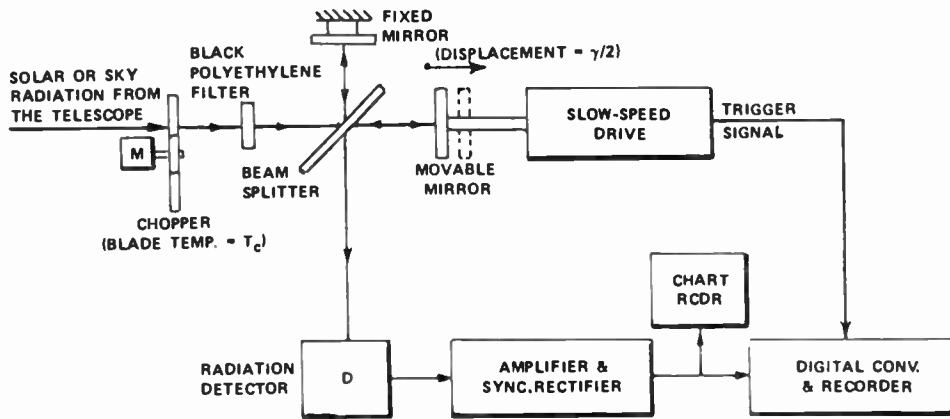 FIXED
MIRROR
(DISPLACEMENT = γ/2)
BLACK
POLYETHYLENE
FILTER
SOLAR OR SKY
RADIATION FROM
THE TELESCOPE
M
CHOPPER
(BLADE TEMP. = Tc)
BEAM
SPLITTER
MOVABLE
MIRROR
SLOW-SPEED
DRIVE
TRIGGER
SIGNAL
CHART
RCDR
RADIATION
DETECTOR
D
AMPLIFIER &
SYNC.RECTIFIER
DIGITAL CONV.
& RECORDER